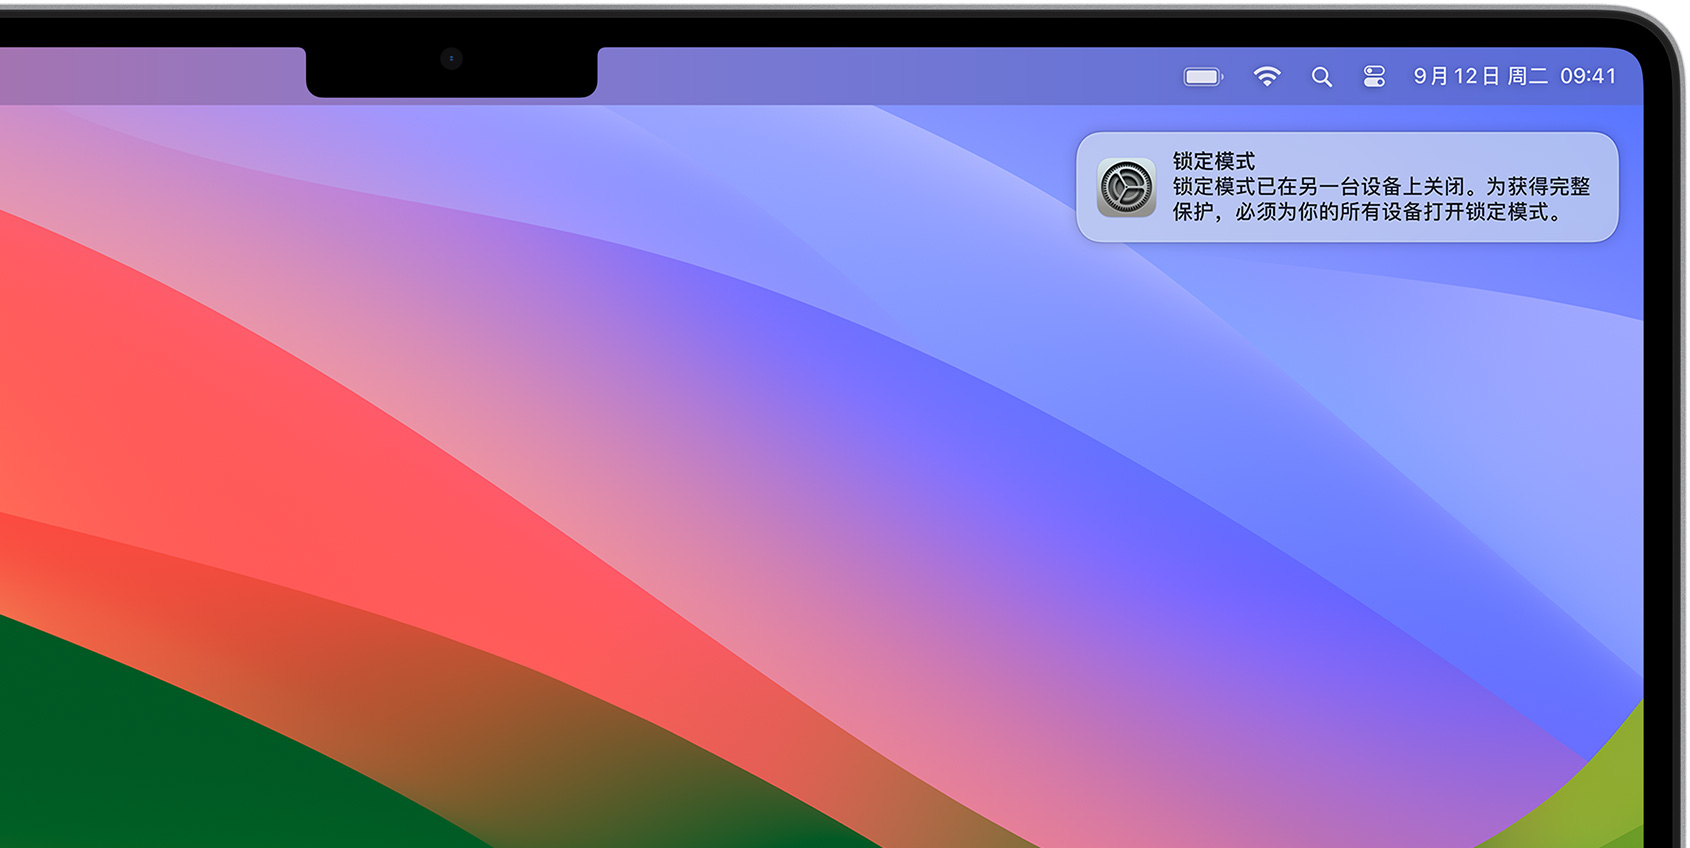 9月12日 周二 09:41
锁定模式
锁定模式已在另一台设备上关闭。为获得完整
保护，必须为你的所有设备打开锁定模式。